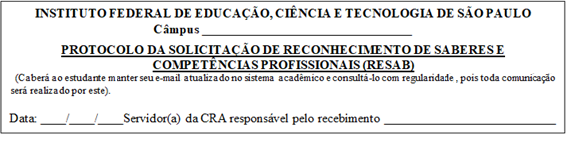 INSTITUTO FEDERAL DE EDUCAÇÃO, CIÊNCIA E TECNOLOGIA DE SÃO PAULO
Câmpus ________________________________
PROTOCOLO DA SOLICITAÇÃO DE RECONHECIMENTO DE SABERES E
COMPETÊNCIAS PROFISSIONAIS (RESAB)
(Caberá ao estudante manter seu e-mail atualizado no sistema acadêmico e consultá-lo com regularidade , pois toda comunicação
será realizado por este).
Data: ____/____/____Servidor(a) da CRA responsável pelo recebimento __________________________